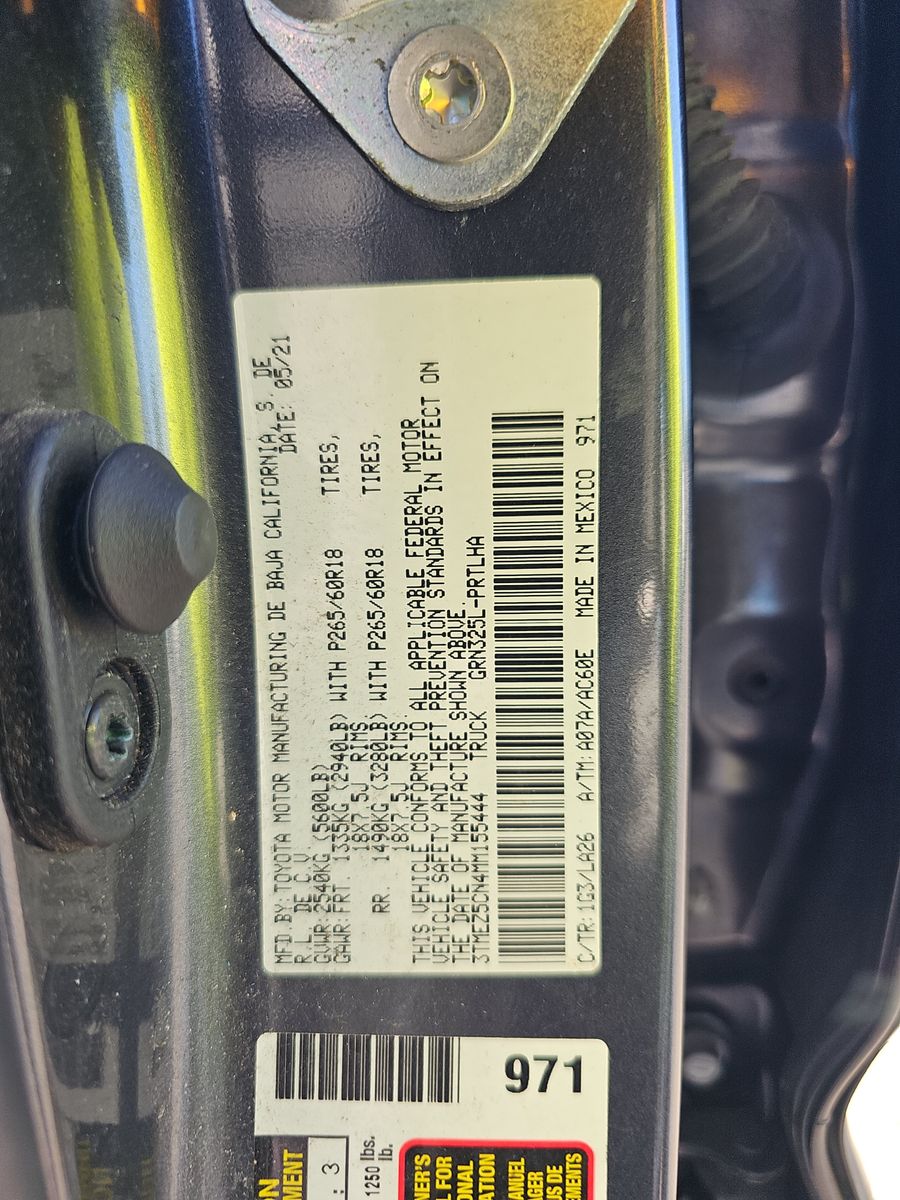 MFD.BY:TOYOTA MOTOR MANUFACTURING DE BAJA CALIFORNIA,S. DE
R.L. DE C.V. DATE: 05/21
GVWR:2540KG (5600LB)
GAWR:FRT. 1335KG (2940LB) WITH P265/60R18 TIRES,
18X7.5J RIMS
RR. 1490KG (3280LB) WITH P265/60R18 TIRES,
18X7.5J RIMS
THIS VEHICLE CONFORMS TO ALL APPLICABLE FEDERAL MOTOR
VEHICLE SAFETY AND THEFT PREVENTION STANDARDS IN EFFECT ON
THE DATE OF MANUFACTURE SHOWN ABOVE.
3TMEZ5CN4MM155444 TRUCK GRN325L-PRTLHA
C/TR:1G3/LA26 A/TM:A07A/AC60E MADE IN MEXICO 971
971
: 3
1250 lbs.
lb.